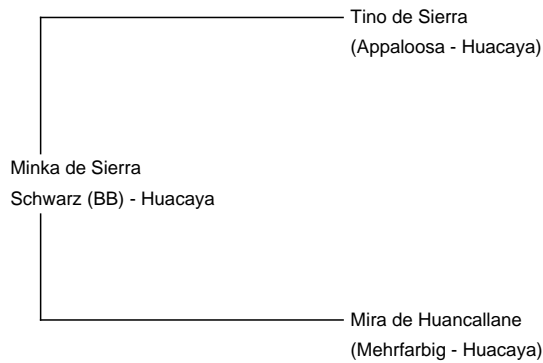 Tino de Sierra
(Appaloosa - Huacaya)
Minka de Sierra
Schwarz (BB) - Huacaya
Mira de Huancallane
(Mehrfarbig - Huacaya)